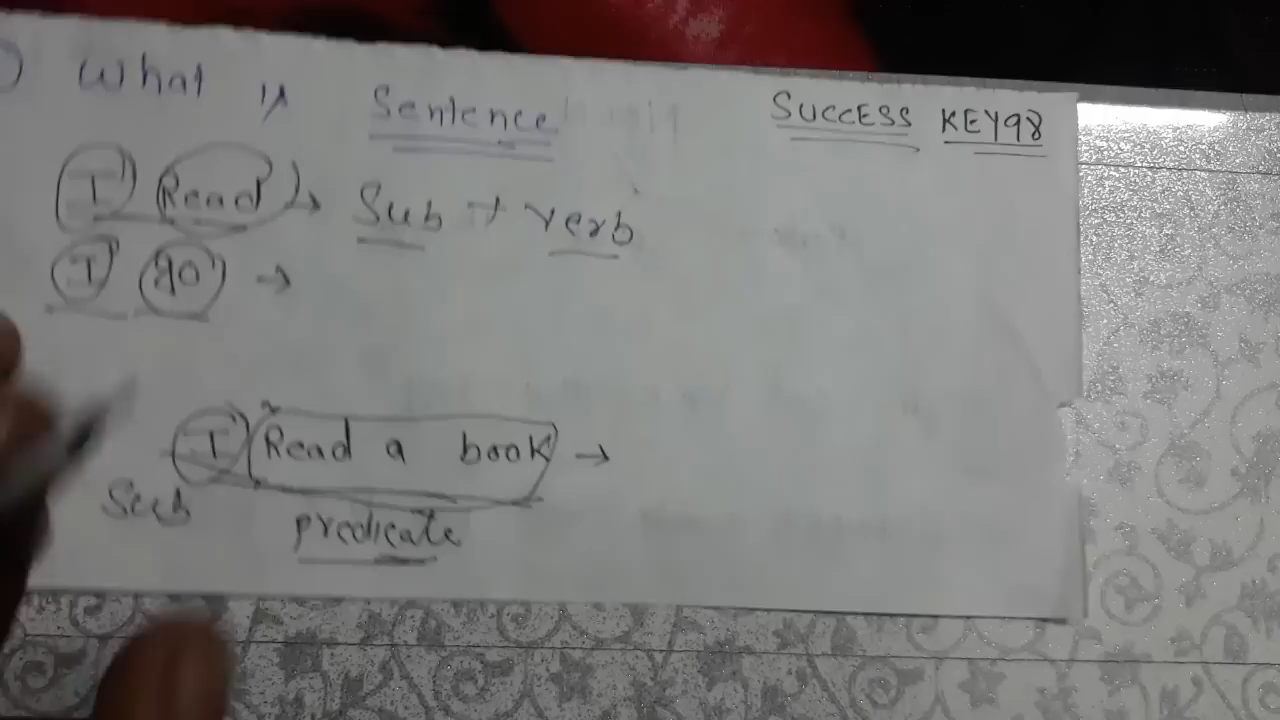 What is Sentence
SUCCESS KEY98
I Read → Sub + verb
I go →
I Read a book →
Sub
predicate